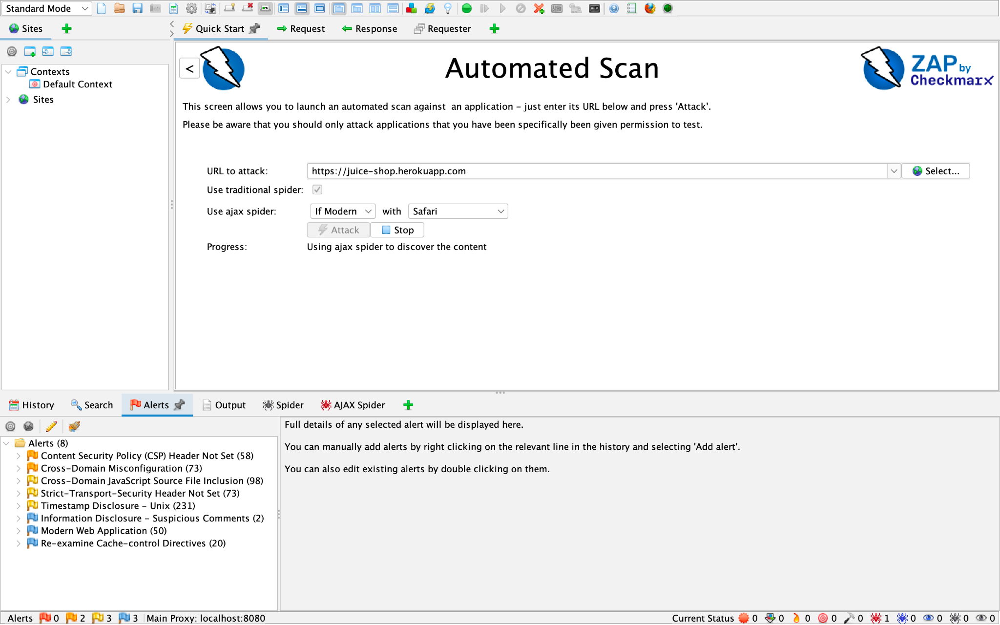 Standard Mode
Sites
Quick Start
Request
Response
Requester
Contexts
Default Context
Sites
<
Automated Scan
ZAP by
Checkmarx
This screen allows you to launch an automated scan against  an application - just enter its URL below and press 'Attack'.
Please be aware that you should only attack applications that you have been specifically been given permission to test.
URL to attack:
https://juice-shop.herokuapp.com
Select...
Use traditional spider:
Use ajax spider:
If Modern
with
Safari
Attack
Stop
Progress:
Using ajax spider to discover the content
History
Search
Alerts
Output
Spider
AJAX Spider
Alerts (8)
Content Security Policy (CSP) Header Not Set (58)
Cross-Domain Misconfiguration (73)
Cross-Domain JavaScript Source File Inclusion (98)
Strict-Transport-Security Header Not Set (73)
Timestamp Disclosure - Unix (231)
Information Disclosure - Suspicious Comments (2)
Modern Web Application (50)
Re-examine Cache-control Directives (20)
Full details of any selected alert will be displayed here.
You can manually add alerts by right clicking on the relevant line in the history and selecting 'Add alert'.
You can also edit existing alerts by double clicking on them.
Alerts 0 2 3 3 Main Proxy: localhost:8080
Current Status 0 0 0 0 0 1 0 0 0 0